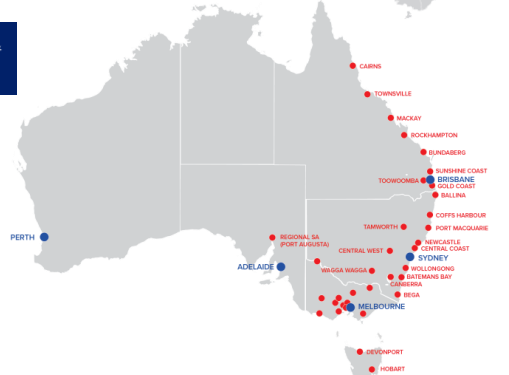 CAIRNS
TOWNSVILLE
MACKAY
ROCKHAMPTON
BUNDABERG
SUNSHINE COAST
TOOWOOMBA
BRISBANE
GOLD COAST
BALLINA
COFFS HARBOUR
TAMWORTH
PORT MACQUARIE
PERTH
REGIONAL SA
(PORT AUGUSTA)
NEWCASTLE
CENTRAL COAST
CENTRAL WEST
SYDNEY
ADELAIDE
WAGGA WAGGA
WOLLONGONG
BATEMANS BAY
CANBERRA
BEGA
MELBOURNE
DEVONPORT
HOBART